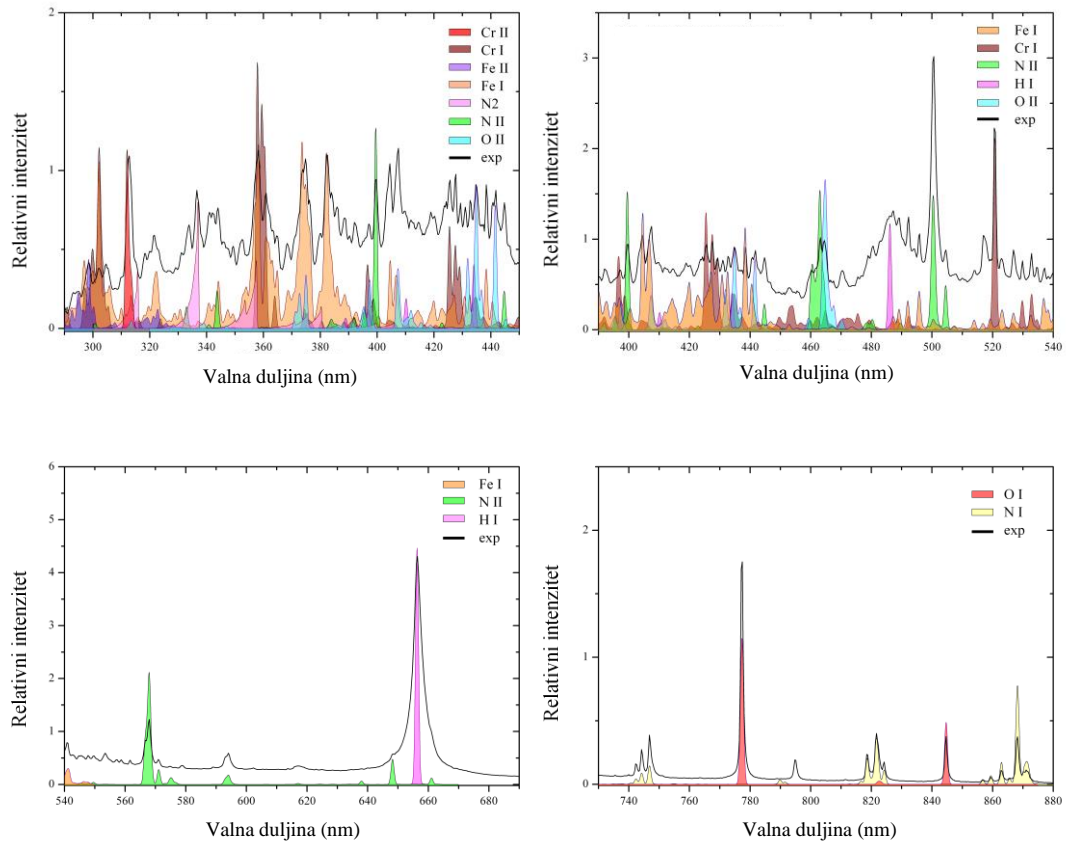 2
1
0
Relativni intenzitet
Cr II
Cr I
Fe II
Fe I
N2
N II
O II
exp
300 320 340 360 380 400 420 440
Valna duljina (nm)
3
2
1
0
Relativni intenzitet
Fe I
Cr I
N II
H I
O II
exp
400 420 440 460 480 500 520 540
Valna duljina (nm)
6
5
4
3
2
1
0
Relativni intenzitet
Fe I
N II
H I
exp
540 560 580 600 620 640 660 680
Valna duljina (nm)
2
1
0
Relativni intenzitet
O I
N I
exp
740 760 780 800 820 840 860 880
Valna duljina (nm)